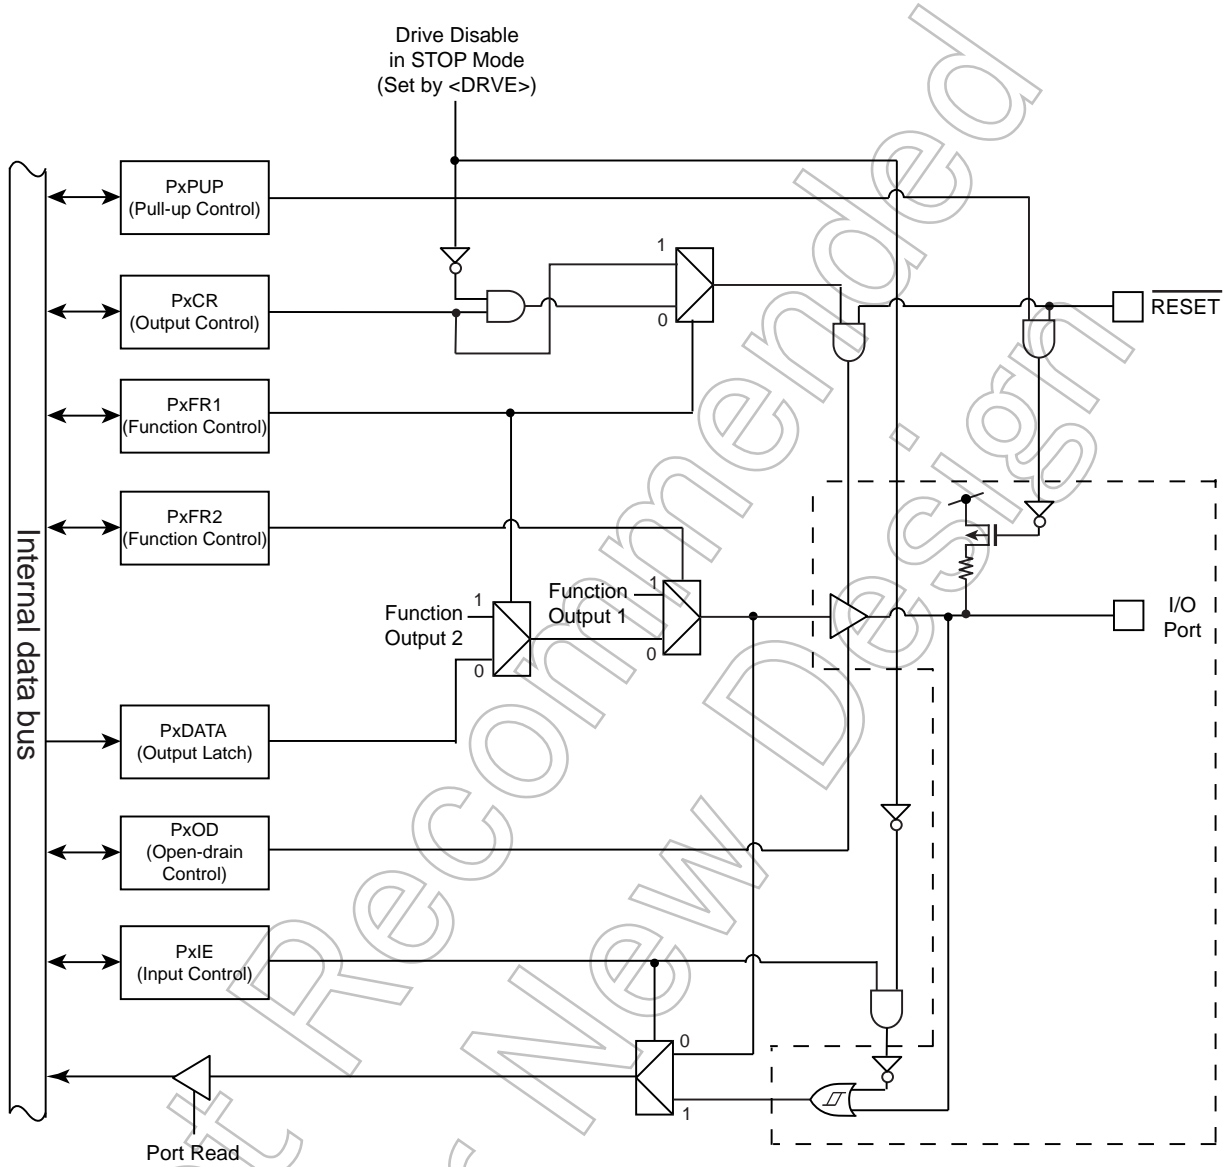 Drive Disable
in STOP Mode
(Set by <DRVE>)
PxPUP
(Pull-up Control)
1
PxCR
(Output Control)
0
RESET
PxFR1
(Function Control)
PxFR2
(Function Control)
Internal data bus
Function
Output 1
1
0
Function
Output 2
1
0
I/O
Port
PxDATA
(Output Latch)
PxOD
(Open-drain
Control)
PxIE
(Input Control)
0
1
Port Read
Recommended
New Design